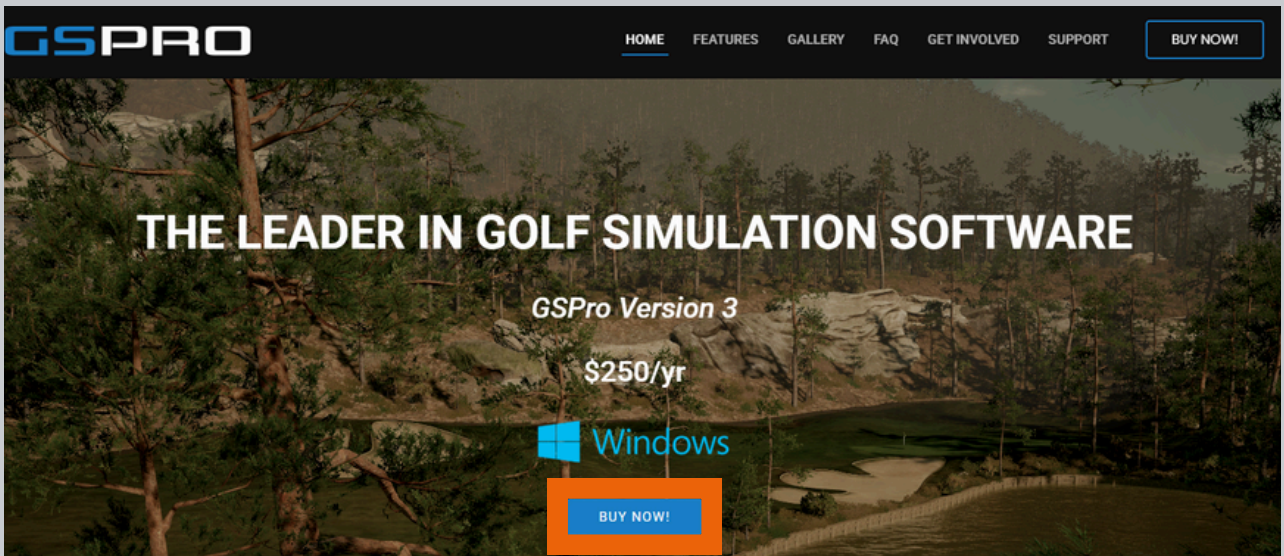 GSPRO
HOME FEATURES GALLERY FAQ GET INVOLVED SUPPORT BUY NOW!
THE LEADER IN GOLF SIMULATION SOFTWARE
GSPro Version 3
$250/yr
Windows
BUY NOW!